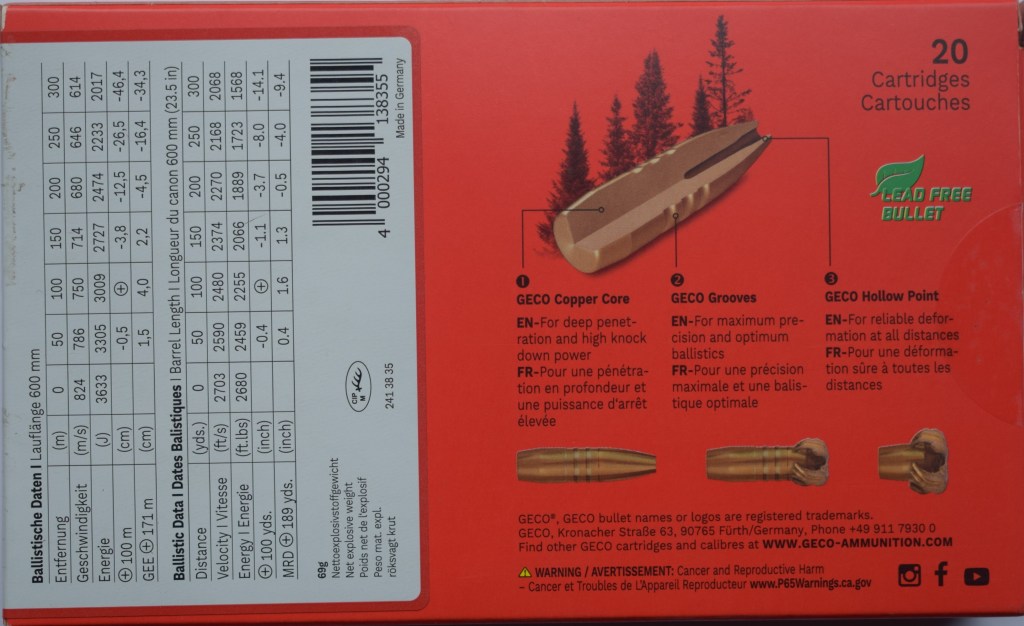 Ballistische Daten | Lauflänge 600 mm
Entfernung (m) 0 50 100 150 200 250 300
Geschwindigkeit (m/s) 824 786 750 714 680 646 614
Energie (J) 3633 3305 3009 2727 2474 2233 2017
⊕ 100 m (cm) -0,5 ⊕ -3,8 -12,5 -26,5 -46,4
GEE ⊕ 171 m (cm) 1,5 4,0 2,2 -4,5 -16,4 -34,3
Ballistic Data | Dates Balistiques | Barrel Length | Longueur du canon 600 mm (23.5 in)
Distance (yds.) 0 50 100 150 200 250 300
Velocity | Vitesse (ft/s) 2703 2590 2480 2374 2270 2168 2068
Energy | Energie (ft.lbs) 2680 2459 2255 2066 1889 1723 1568
⊕ 100 yds. (inch) -0.4 ⊕ -1.1 -3.7 -8.0 -14.1
MRD ⊕ 189 yds. (inch) 0.4 1.6 1.3 -0.5 -4.0 -9.4
69g
Nettoexplosivstoffgewicht
Net explosive weight
Poids net de l'explosif
Peso mat. expl.
röksvagt krut
CIP
M
241 38 35
4 000294 138355
Made in Germany
20
Cartridges
Cartouches
LEAD FREE
BULLET
1
GECO Copper Core
EN-For deep penet-
ration and high knock
down power
FR-Pour une pénétra-
tion en profondeur et
une puissance d'arrêt
élevée
2
GECO Grooves
EN-For maximum pre-
cision and optimum
ballistics
FR-Pour une précision
maximale et une balis-
tique optimale
3
GECO Hollow Point
EN-For reliable defor-
mation at all distances
FR-Pour une déforma-
tion sûre à toutes les
distances
GECO®, GECO bullet names or logos are registered trademarks.
GECO, Kronacher Straße 63, 90765 Fürth/Germany, Phone +49 911 7930 0
Find other GECO cartridges and calibres at WWW.GECO-AMMUNITION.COM
WARNING / AVERTISSEMENT: Cancer and Reproductive Harm
– Cancer et Troubles de L'Appareil Reproducteur www.P65Warnings.ca.gov